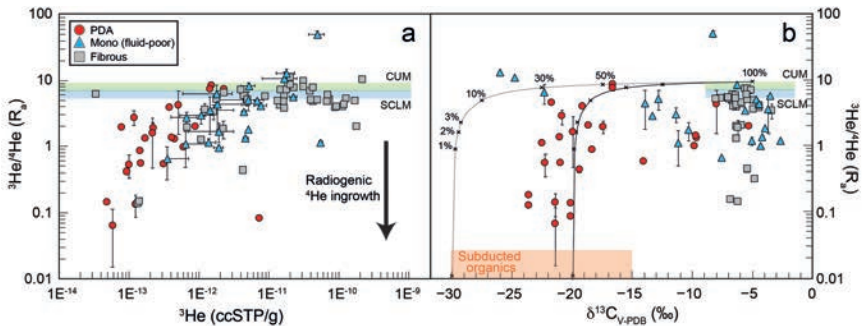 PDA
Mono (fluid-poor)
Fibrous
a
CUM
SCLM
Radiogenic
⁴He ingrowth
³He/⁴He (Rₐ)
100
10
1
0.1
0.01
1E-14
1E-13
1E-12
1E-11
1E-10
1E-9
³He (ccSTP/g)
b
100%
50%
30%
10%
3%
2%
1%
CUM
SCLM
Subducted
organics
100
10
1
0.1
0.01
³He/⁴He (Rₐ)
−30
−25
−20
−15
−10
−5
0
δ¹³C V-PDB (‰)